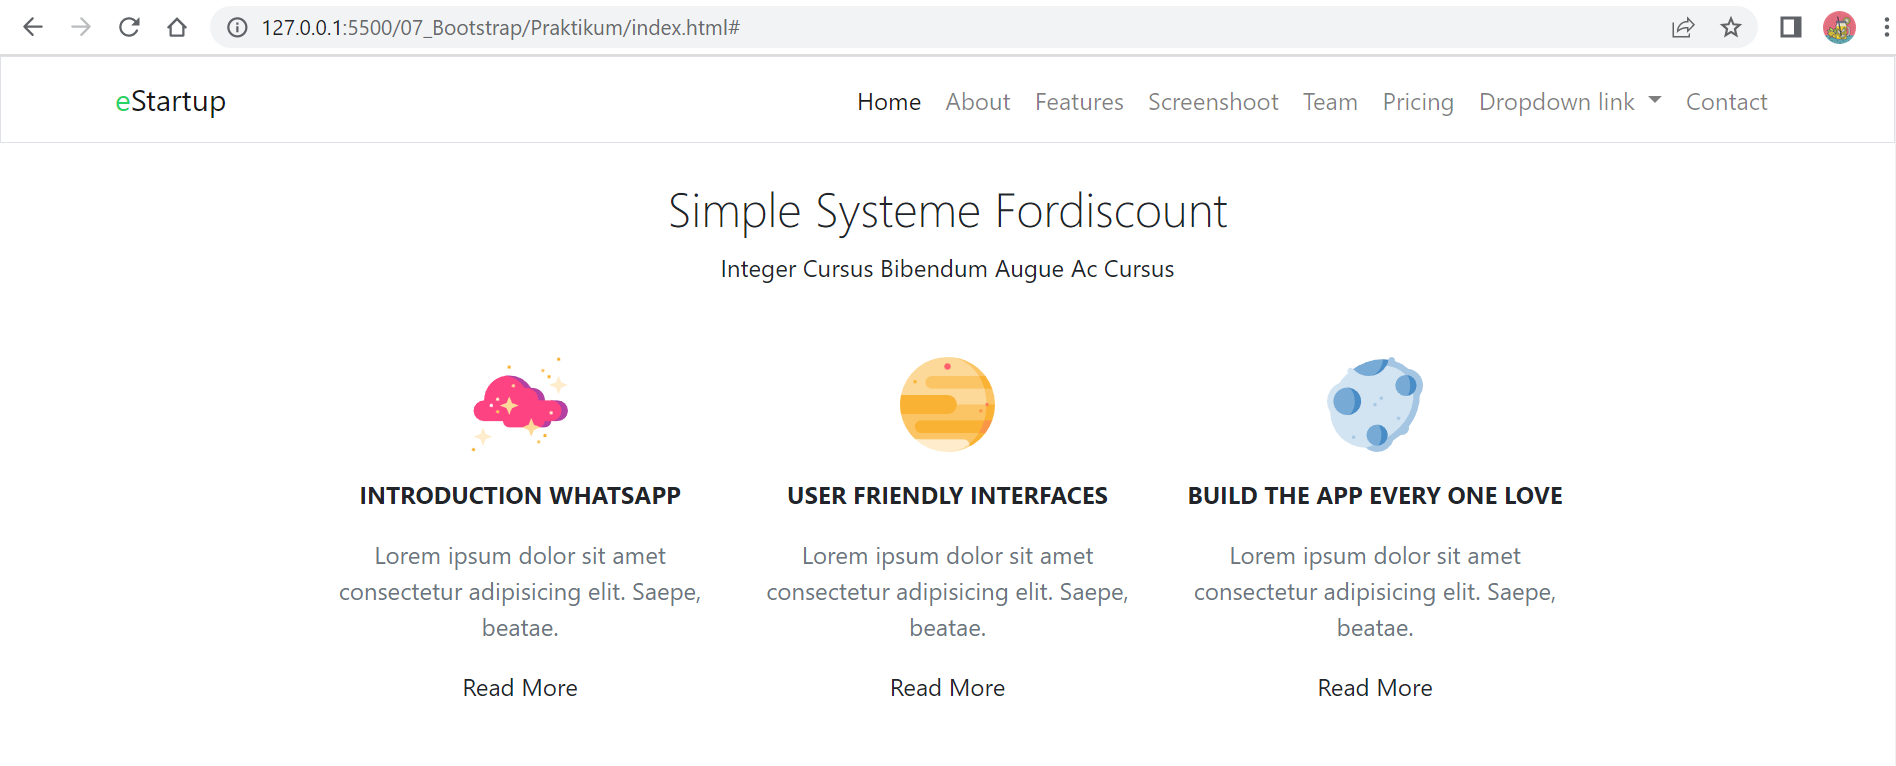 127.0.0.1:5500/07_Bootstrap/Praktikum/index.html#
eStartup Home About Features Screenshoot Team Pricing Dropdown link Contact
Simple Systeme Fordiscount
Integer Cursus Bibendum Augue Ac Cursus
INTRODUCTION WHATSAPP
Lorem ipsum dolor sit amet
consectetur adipisicing elit. Saepe,
beatae.
Read More
USER FRIENDLY INTERFACES
Lorem ipsum dolor sit amet
consectetur adipisicing elit. Saepe,
beatae.
Read More
BUILD THE APP EVERY ONE LOVE
Lorem ipsum dolor sit amet
consectetur adipisicing elit. Saepe,
beatae.
Read More